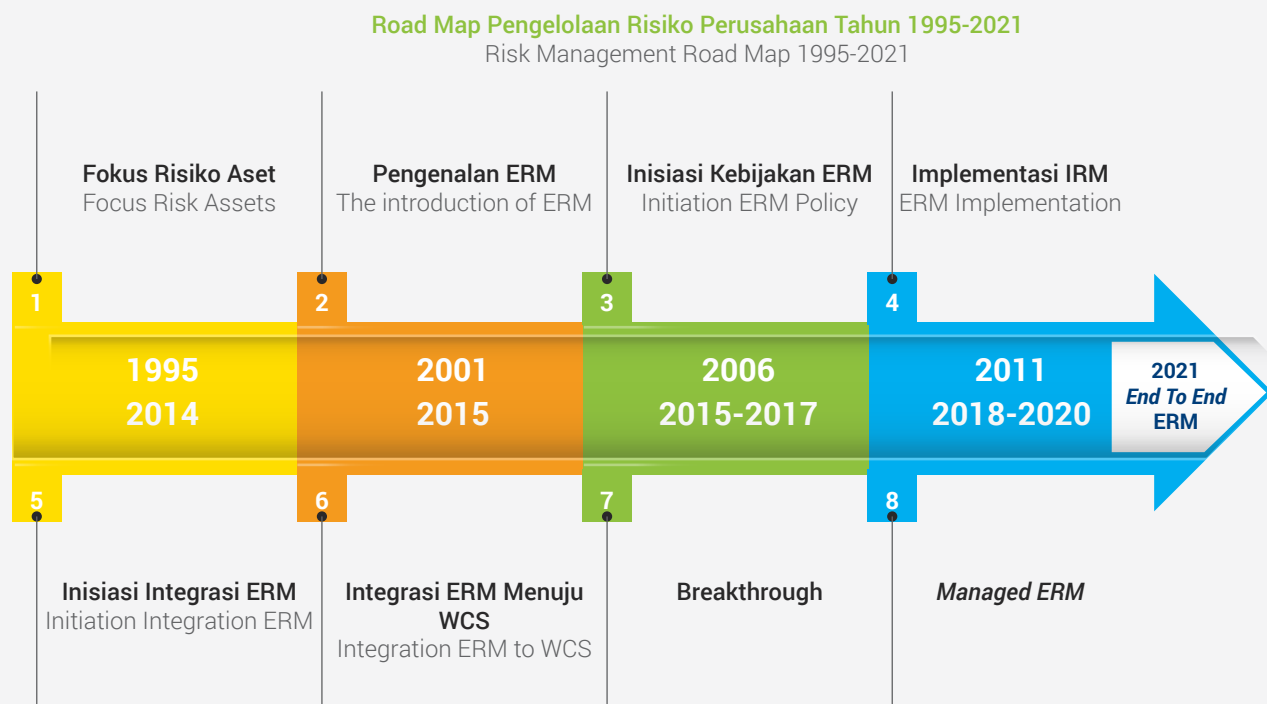 Road Map Pengelolaan Risiko Perusahaan Tahun 1995-2021
Risk Management Road Map 1995-2021
Fokus Risiko Aset
Focus Risk Assets
Pengenalan ERM
The introduction of ERM
Inisiasi Kebijakan ERM
Initiation ERM Policy
Implementasi IRM
ERM Implementation
1
2
3
4
1995
2014
2001
2015
2006
2015-2017
2011
2018-2020
2021
End To End
ERM
5
6
7
8
Inisiasi Integrasi ERM
Initiation Integration ERM
Integrasi ERM Menuju
WCS
Integration ERM to WCS
Breakthrough
Managed ERM